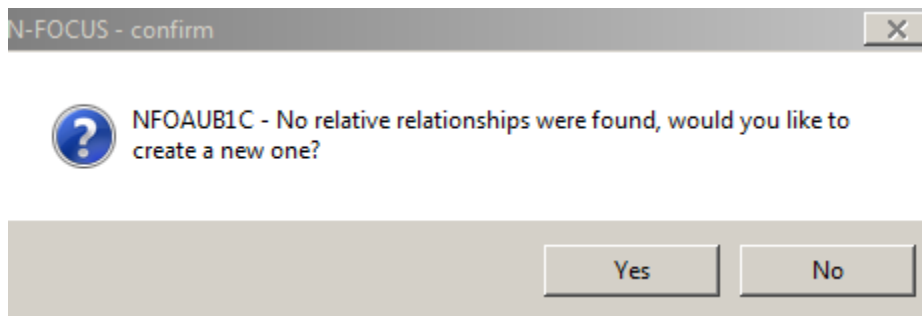 N-FOCUS - confirm
NFOAUB1C - No relative relationships were found, would you like to
create a new one?
Yes No